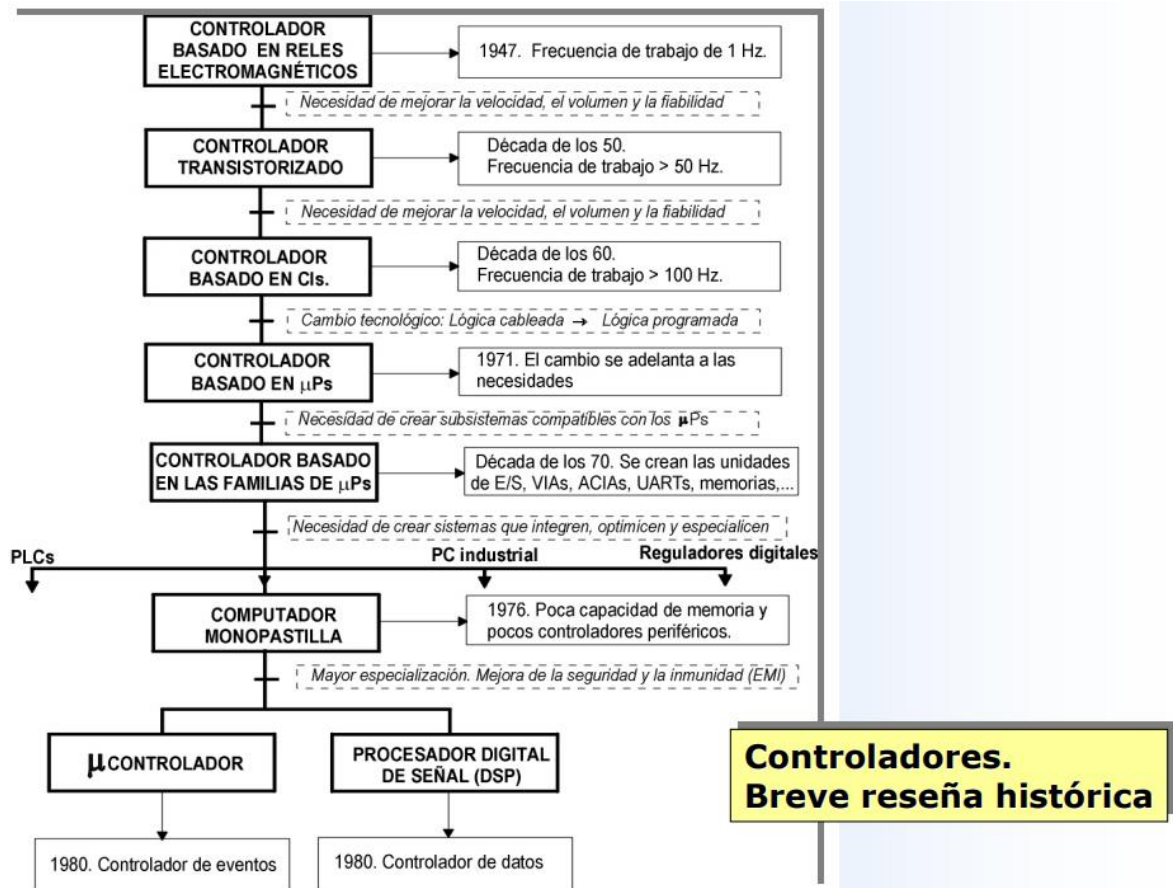 CONTROLADOR
BASADO EN RELES
ELECTROMAGNÉTICOS
1947. Frecuencia de trabajo de 1 Hz.
Necesidad de mejorar la velocidad, el volumen y la fiabilidad
CONTROLADOR
TRANSISTORIZADO
Década de los 50.
Frecuencia de trabajo > 50 Hz.
Necesidad de mejorar la velocidad, el volumen y la fiabilidad
CONTROLADOR
BASADO EN CIs.
Década de los 60.
Frecuencia de trabajo > 100 Hz.
Cambio tecnológico: Lógica cableada → Lógica programada
CONTROLADOR
BASADO EN μPs
1971. El cambio se adelanta a las
necesidades
Necesidad de crear subsistemas compatibles con los μPs
CONTROLADOR BASADO
EN LAS FAMILIAS DE μPs
Década de los 70. Se crean las unidades
de E/S, VIAs, ACIAs, UARTs, memorias,...
Necesidad de crear sistemas que integren, optimicen y especialicen
PLCs
PC industrial
Reguladores digitales
COMPUTADOR
MONOPASTILLA
1976. Poca capacidad de memoria y
pocos controladores periféricos.
Mayor especialización. Mejora de la seguridad y la inmunidad (EMI)
μCONTROLADOR
PROCESADOR DIGITAL
DE SEÑAL (DSP)
1980. Controlador de eventos
1980. Controlador de datos
Controladores.
Breve reseña histórica